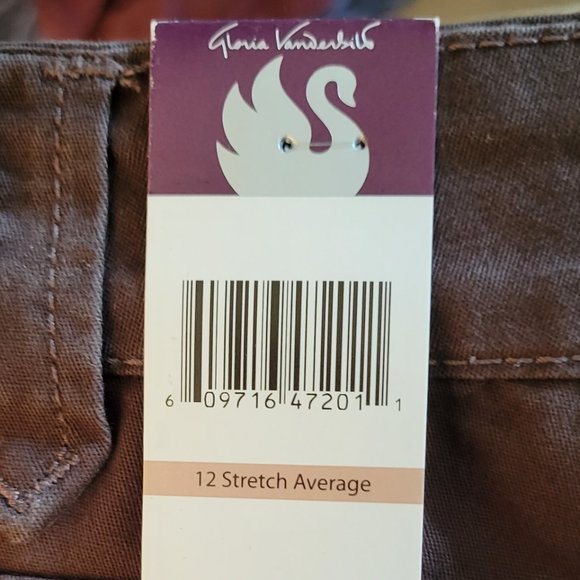 Gloria Vanderbilt
6 09716 47201 1
12 Stretch Average